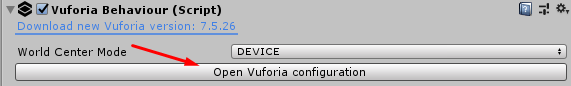 Vuforia Behaviour (Script)
Download new Vuforia version: 7.5.26
World Center Mode DEVICE
Open Vuforia configuration